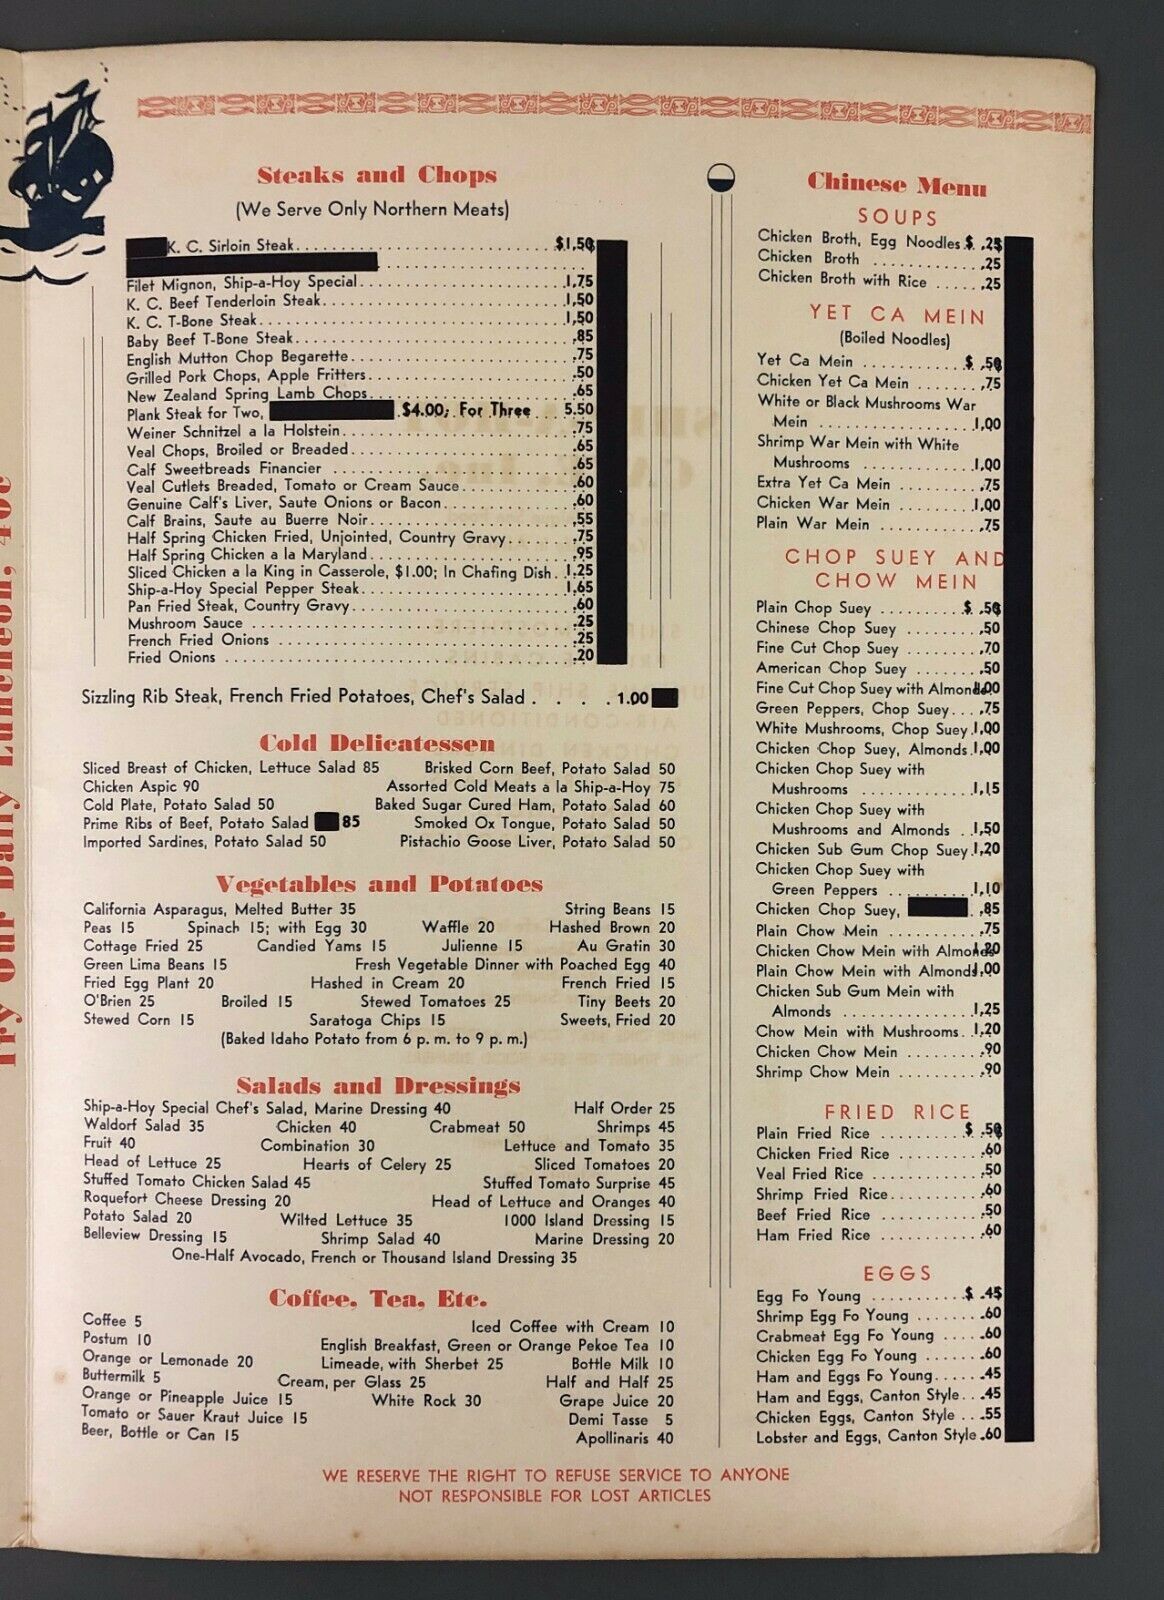 Try Our Daily Luncheon, 40c
Steaks and Chops
(We Serve Only Northern Meats)
K. C. Sirloin Steak $1.50
Filet Mignon, Ship-a-Hoy Special 1.75
K. C. Beef Tenderloin Steak 1.50
K. C. T-Bone Steak 1.50
Baby Beef T-Bone Steak .85
English Mutton Chop Begarette .75
Grilled Pork Chops, Apple Fritters .50
New Zealand Spring Lamb Chops .65
Plank Steak for Two, $4.00; For Three 5.50
Weiner Schnitzel a la Holstein .75
Veal Chops, Broiled or Breaded .65
Calf Sweetbreads Financier .65
Veal Cutlets Breaded, Tomato or Cream Sauce .60
Genuine Calf's Liver, Saute Onions or Bacon .60
Calf Brains, Saute au Buerre Noir .55
Half Spring Chicken Fried, Unjointed, Country Gravy .75
Half Spring Chicken a la Maryland .95
Sliced Chicken a la King in Casserole, $1.00; In Chafing Dish 1.25
Ship-a-Hoy Special Pepper Steak 1.65
Pan Fried Steak, Country Gravy .60
Mushroom Sauce .25
French Fried Onions .25
Fried Onions .20
Sizzling Rib Steak, French Fried Potatoes, Chef's Salad 1.00
Cold Delicatessen
Sliced Breast of Chicken, Lettuce Salad 85 Brisked Corn Beef, Potato Salad 50
Chicken Aspic 90 Assorted Cold Meats a la Ship-a-Hoy 75
Cold Plate, Potato Salad 50 Baked Sugar Cured Ham, Potato Salad 60
Prime Ribs of Beef, Potato Salad 85 Smoked Ox Tongue, Potato Salad 50
Imported Sardines, Potato Salad 50 Pistachio Goose Liver, Potato Salad 50
Vegetables and Potatoes
California Asparagus, Melted Butter 35 String Beans 15
Peas 15 Spinach 15; with Egg 30 Waffle 20 Hashed Brown 20
Cottage Fried 25 Candied Yams 15 Julienne 15 Au Gratin 30
Green Lima Beans 15 Fresh Vegetable Dinner with Poached Egg 40
Fried Egg Plant 20 Hashed in Cream 20 French Fried 15
O'Brien 25 Broiled 15 Stewed Tomatoes 25 Tiny Beets 20
Stewed Corn 15 Saratoga Chips 15 Sweets, Fried 20
(Baked Idaho Potato from 6 p. m. to 9 p. m.)
Salads and Dressings
Ship-a-Hoy Special Chef's Salad, Marine Dressing 40 Half Order 25
Waldorf Salad 35 Chicken 40 Crabmeat 50 Shrimps 45
Fruit 40 Combination 30 Lettuce and Tomato 35
Head of Lettuce 25 Hearts of Celery 25 Sliced Tomatoes 20
Stuffed Tomato Chicken Salad 45 Stuffed Tomato Surprise 45
Roquefort Cheese Dressing 20 Head of Lettuce and Oranges 40
Potato Salad 20 Wilted Lettuce 35 1000 Island Dressing 15
Belleview Dressing 15 Shrimp Salad 40 Marine Dressing 20
One-Half Avocado, French or Thousand Island Dressing 35
Coffee, Tea, Etc.
Coffee 5 Iced Coffee with Cream 10
Postum 10 English Breakfast, Green or Orange Pekoe Tea 10
Orange or Lemonade 20 Limeade, with Sherbet 25 Bottle Milk 10
Buttermilk 5 Cream, per Glass 25 Half and Half 25
Orange or Pineapple Juice 15 White Rock 30 Grape Juice 20
Tomato or Sauer Kraut Juice 15 Demi Tasse 5
Beer, Bottle or Can 15 Apollinaris 40
Chinese Menu
SOUPS
Chicken Broth, Egg Noodles $ .25
Chicken Broth .25
Chicken Broth with Rice .25
YET CA MEIN
(Boiled Noodles)
Yet Ca Mein $ .50
Chicken Yet Ca Mein .75
White or Black Mushrooms War
Mein 1.00
Shrimp War Mein with White
Mushrooms 1.00
Extra Yet Ca Mein .75
Chicken War Mein 1.00
Plain War Mein .75
CHOP SUEY AND
CHOW MEIN
Plain Chop Suey $ .50
Chinese Chop Suey .50
Fine Cut Chop Suey .70
American Chop Suey .50
Fine Cut Chop Suey with Almonds 1.00
Green Peppers, Chop Suey .75
White Mushrooms, Chop Suey 1.00
Chicken Chop Suey, Almonds 1.00
Chicken Chop Suey with
Mushrooms 1.15
Chicken Chop Suey with
Mushrooms and Almonds 1.50
Chicken Sub Gum Chop Suey 1.20
Chicken Chop Suey with
Green Peppers 1.10
Chicken Chop Suey, .85
Plain Chow Mein .75
Chicken Chow Mein with Almonds 1.20
Plain Chow Mein with Almonds 1.00
Chicken Sub Gum Mein with
Almonds 1.25
Chow Mein with Mushrooms 1.20
Chicken Chow Mein .90
Shrimp Chow Mein .90
FRIED RICE
Plain Fried Rice $ .50
Chicken Fried Rice .60
Veal Fried Rice .50
Shrimp Fried Rice .60
Beef Fried Rice .50
Ham Fried Rice .60
EGGS
Egg Fo Young $ .45
Shrimp Egg Fo Young .60
Crabmeat Egg Fo Young .60
Chicken Egg Fo Young .60
Ham and Eggs Fo Young .45
Ham and Eggs, Canton Style .45
Chicken Eggs, Canton Style .55
Lobster and Eggs, Canton Style .60
WE RESERVE THE RIGHT TO REFUSE SERVICE TO ANYONE
NOT RESPONSIBLE FOR LOST ARTICLES